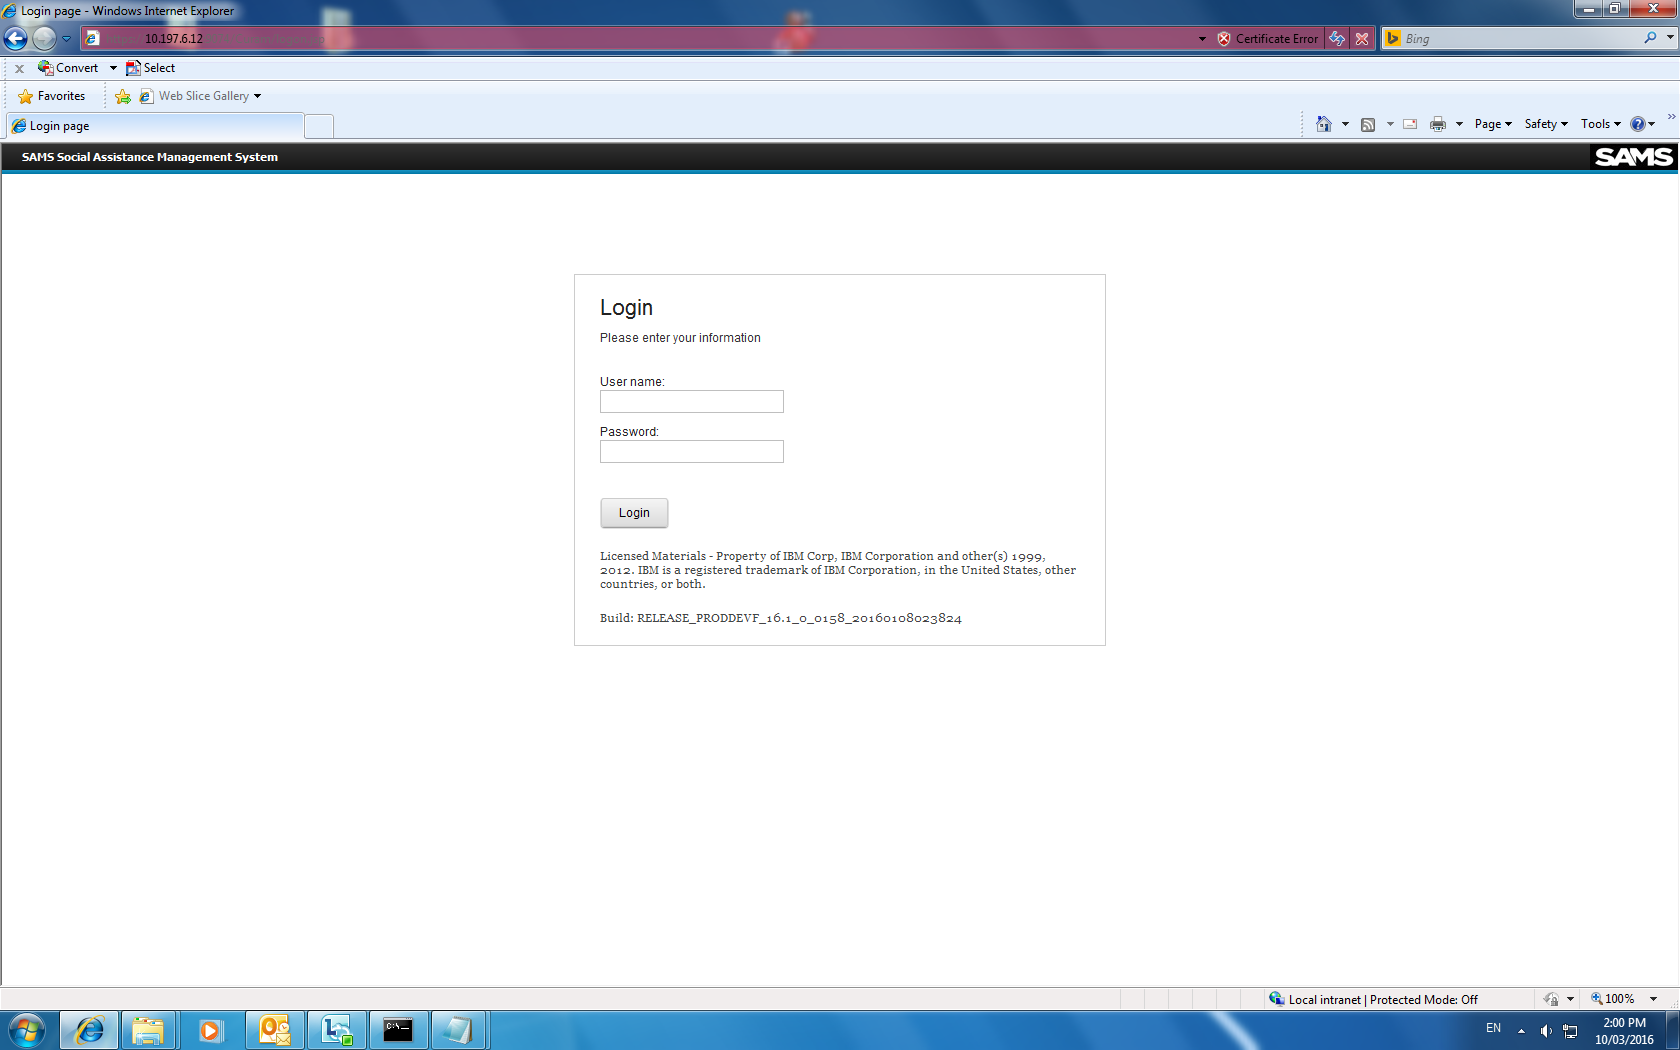 Login page - Windows Internet Explorer
10.197.6.12
Certificate Error
Bing
Convert
Select
Favorites
Web Slice Gallery
Login page
Page
Safety
Tools
SAMS Social Assistance Management System
SAMS
Login
Please enter your information
User name:
Password:
Login
Licensed Materials - Property of IBM Corp, IBM Corporation and other(s) 1999,
2012. IBM is a registered trademark of IBM Corporation, in the United States, other
countries, or both.
Build: RELEASE_PRODDEVF_16.1_0_0158_20160108023824
Local intranet | Protected Mode: Off
100%
EN
2:00 PM
10/03/2016